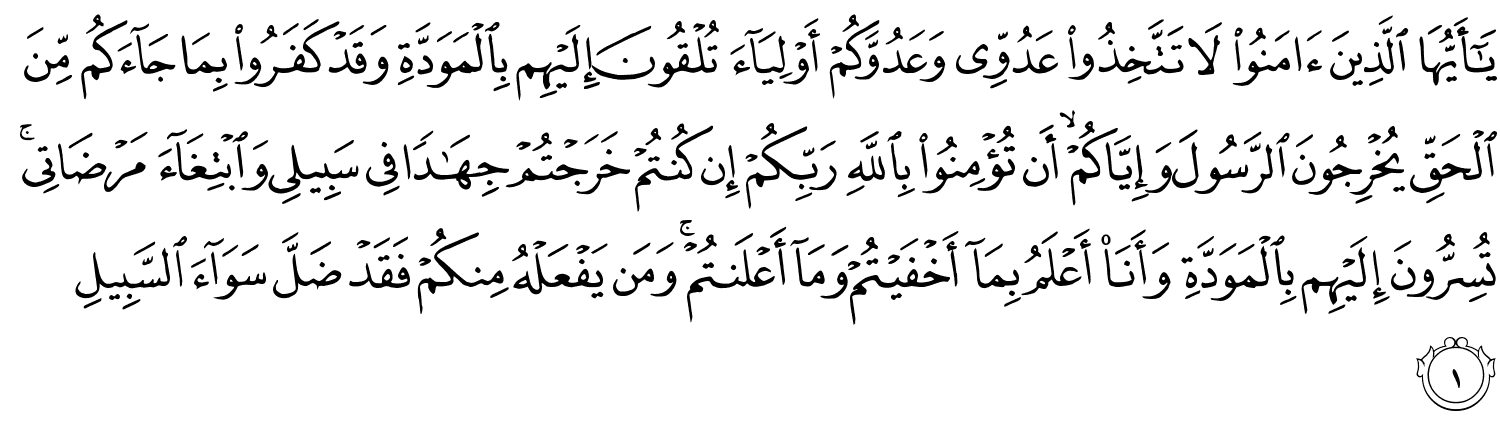 يَٰٓأَيُّهَا ٱلَّذِينَ ءَامَنُوا۟ لَا تَتَّخِذُوا۟ عَدُوِّى وَعَدُوَّكُمْ أَوْلِيَآءَ تُلْقُونَ إِلَيْهِم بِٱلْمَوَدَّةِ وَقَدْ كَفَرُوا۟ بِمَا جَآءَكُم مِّنَ
ٱلْحَقِّ يُخْرِجُونَ ٱلرَّسُولَ وَإِيَّاكُمْ ۙ أَن تُؤْمِنُوا۟ بِٱللَّهِ رَبِّكُمْ إِن كُنتُمْ خَرَجْتُمْ جِهَٰدًا فِى سَبِيلِى وَٱبْتِغَآءَ مَرْضَاتِى ۚ
تُسِرُّونَ إِلَيْهِم بِٱلْمَوَدَّةِ وَأَنَا۠ أَعْلَمُ بِمَآ أَخْفَيْتُمْ وَمَآ أَعْلَنتُمْ ۚ وَمَن يَفْعَلْهُ مِنكُمْ فَقَدْ ضَلَّ سَوَآءَ ٱلسَّبِيلِ
١